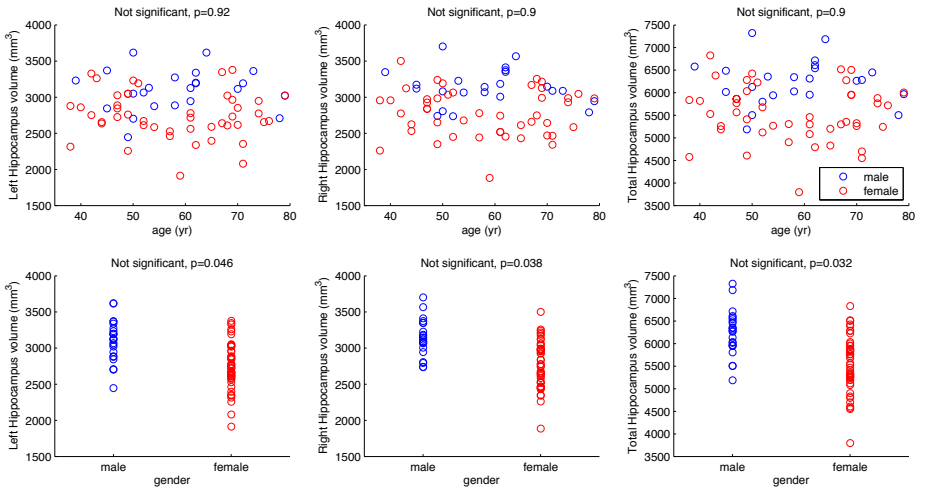 Not significant, p=0.92
Left Hippocampus volume (mm³)
4000
3500
3000
2500
2000
1500
40 50 60 70 80
age (yr)
Not significant, p=0.9
Right Hippocampus volume (mm³)
4000
3500
3000
2500
2000
1500
40 50 60 70 80
age (yr)
Not significant, p=0.9
Total Hippocampus volume (mm³)
7500
7000
6500
6000
5500
5000
4500
4000
3500
male
female
40 50 60 70 80
age (yr)
Not significant, p=0.046
Left Hippocampus volume (mm³)
4000
3500
3000
2500
2000
1500
male female
gender
Not significant, p=0.038
Right Hippocampus volume (mm³)
4000
3500
3000
2500
2000
1500
male female
gender
Not significant, p=0.032
Total Hippocampus volume (mm³)
7500
7000
6500
6000
5500
5000
4500
4000
3500
male female
gender